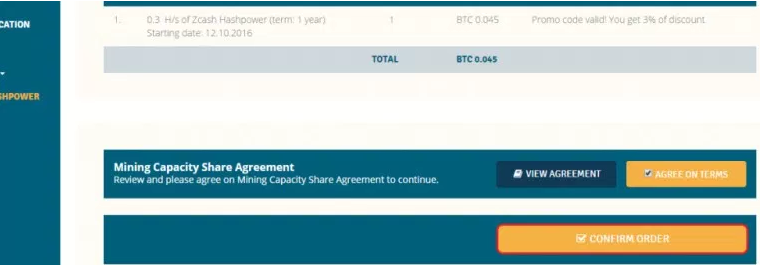 CATION
SHPOWER
1. 0.3 H/s of Zcash Hashpower (term: 1 year) 1 BTC 0.045 Promo code valid! You get 3% of discount
Starting date: 12.10.2016
TOTAL BTC 0.045
Mining Capacity Share Agreement
Review and please agree on Mining Capacity Share Agreement to continue.
VIEW AGREEMENT
AGREE ON TERMS
CONFIRM ORDER